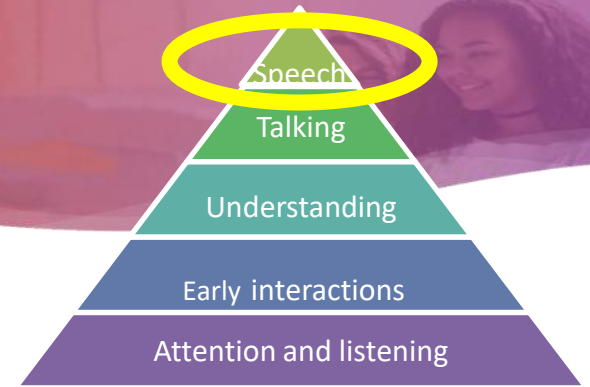 Speech
Talking
Understanding
Early interactions
Attention and listening